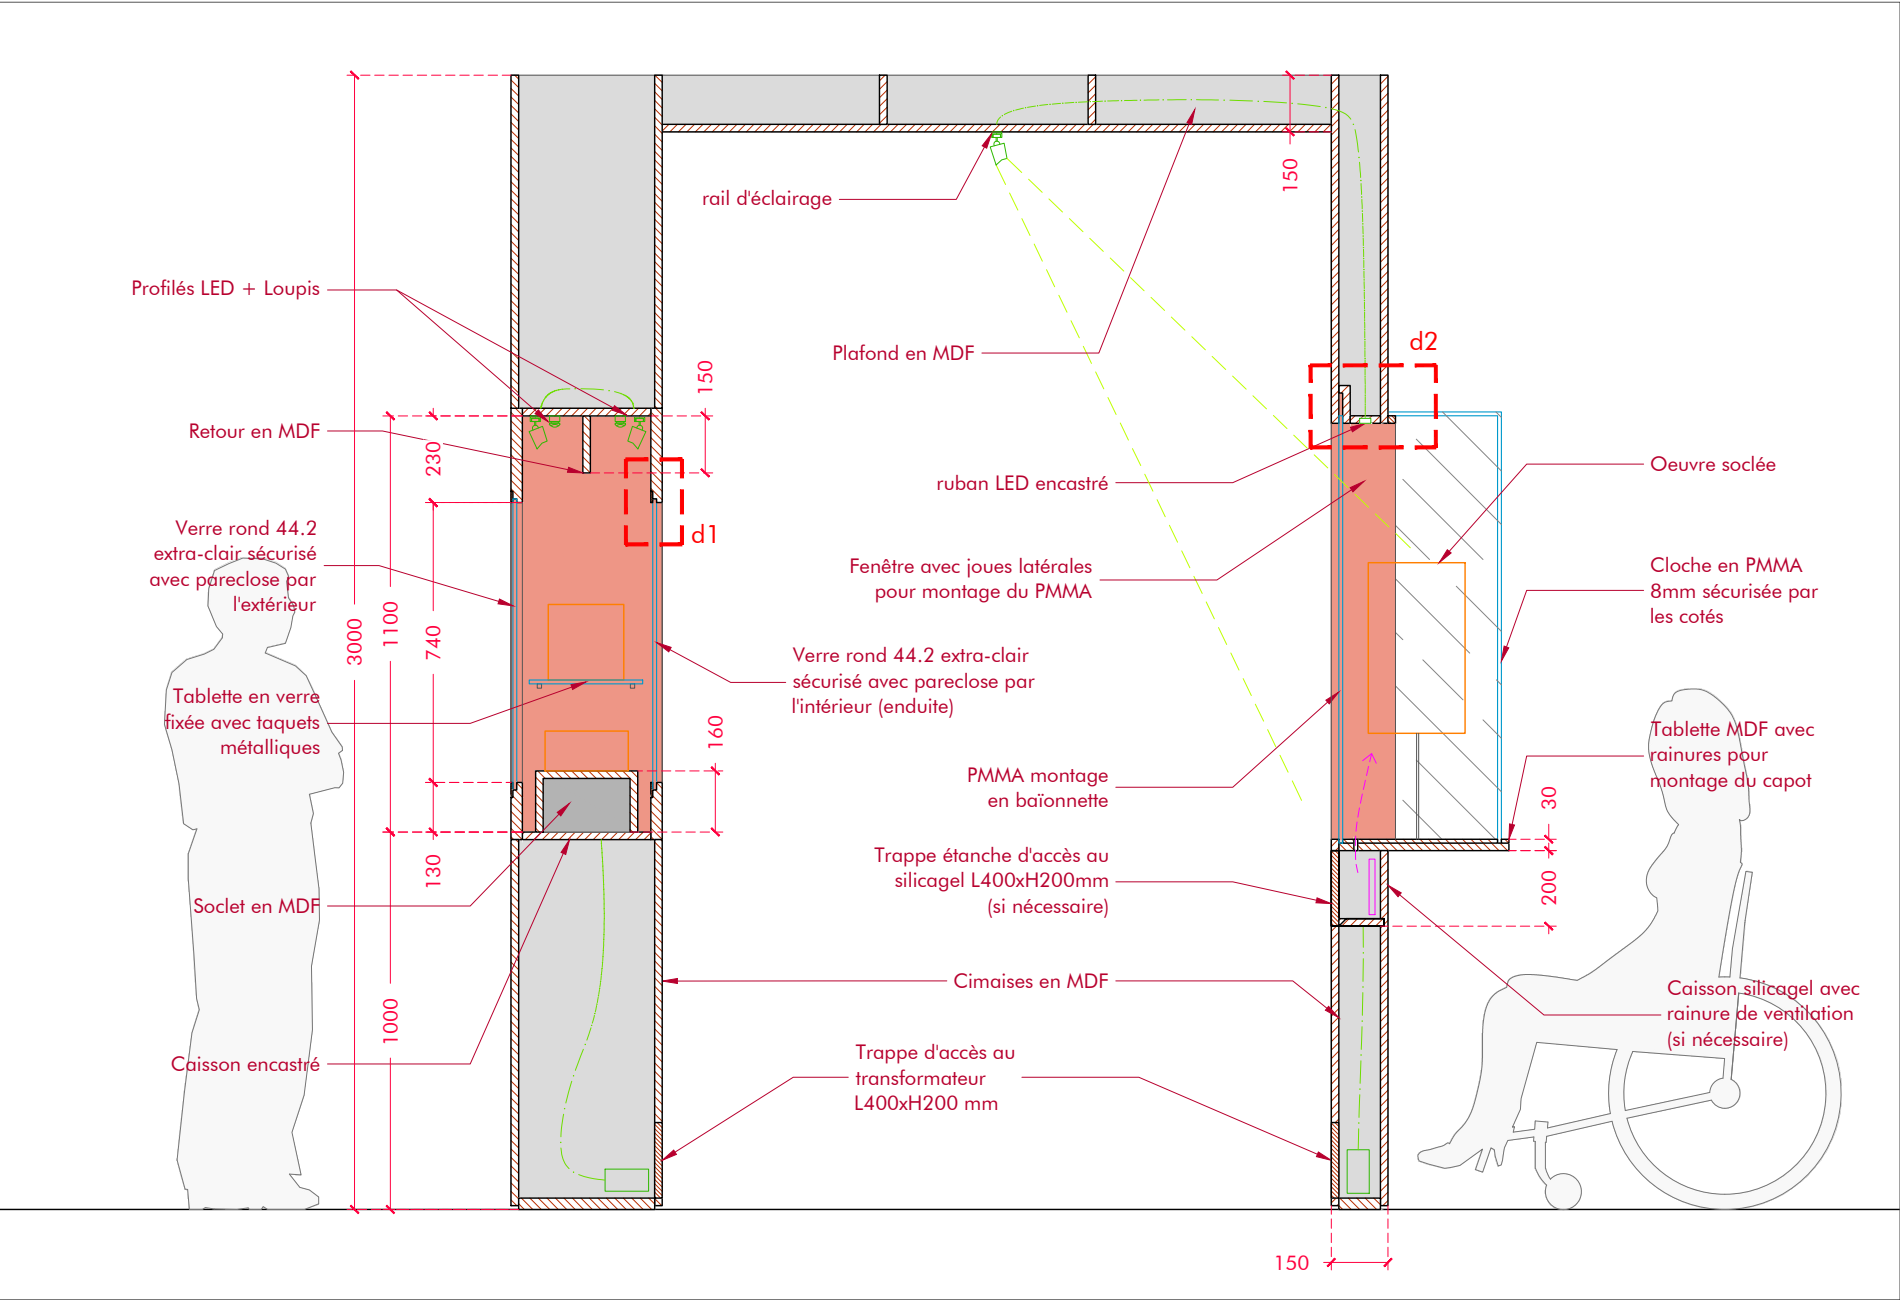 150
rail d'éclairage
Profilés LED + Loupis
Plafond en MDF
d2
150
Retour en MDF
230
ruban LED encastré
Oeuvre soclée
d1
Verre rond 44.2
extra-clair sécurisé
avec pareclose par
l'extérieur
Fenêtre avec joues latérales
pour montage du PMMA
Cloche en PMMA
8mm sécurisée par
les cotés
3000
1100
740
Verre rond 44.2 extra-clair
sécurisé avec pareclose par
l'intérieur (enduite)
Tablette en verre
fixée avec taquets
métalliques
160
Tablette MDF avec
rainures pour
montage du capot
PMMA montage
en baïonnette
30
130
Trappe étanche d'accès au
silicagel L400xH200mm
(si nécessaire)
200
Soclet en MDF
Cimaises en MDF
Caisson silicagel avec
rainure de ventilation
(si nécessaire)
1000
Caisson encastré
Trappe d'accès au
transformateur
L400xH200 mm
150